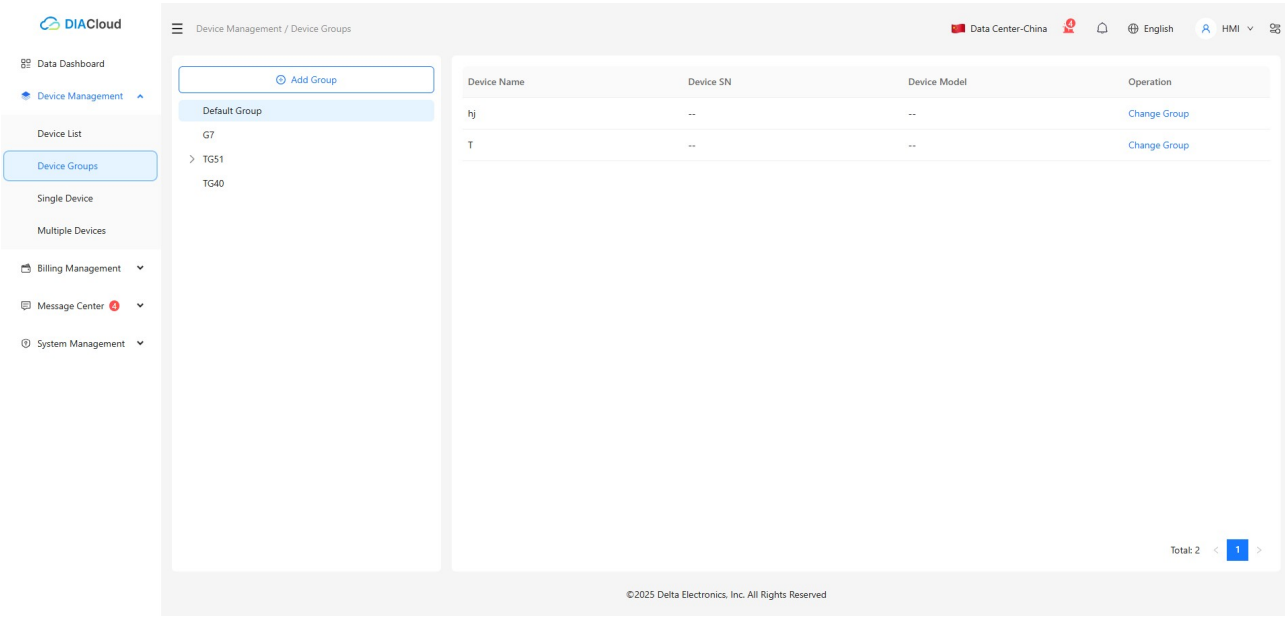 DIACloud
Device Management / Device Groups
Data Center-China
4
English
HMI
Data Dashboard
Device Management
Device List
Device Groups
Single Device
Multiple Devices
Billing Management
Message Center 4
System Management
Add Group
Default Group
G7
TG51
TG40
Device Name Device SN Device Model Operation
hj -- -- Change Group
T -- -- Change Group
Total: 2 < 1 >
©2025 Delta Electronics, Inc. All Rights Reserved